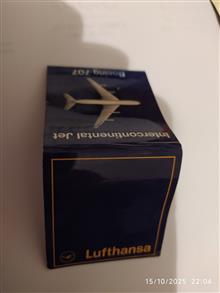 Boeing 707
Intercontinental Jet
Lufthansa
15/10/2025 22:04